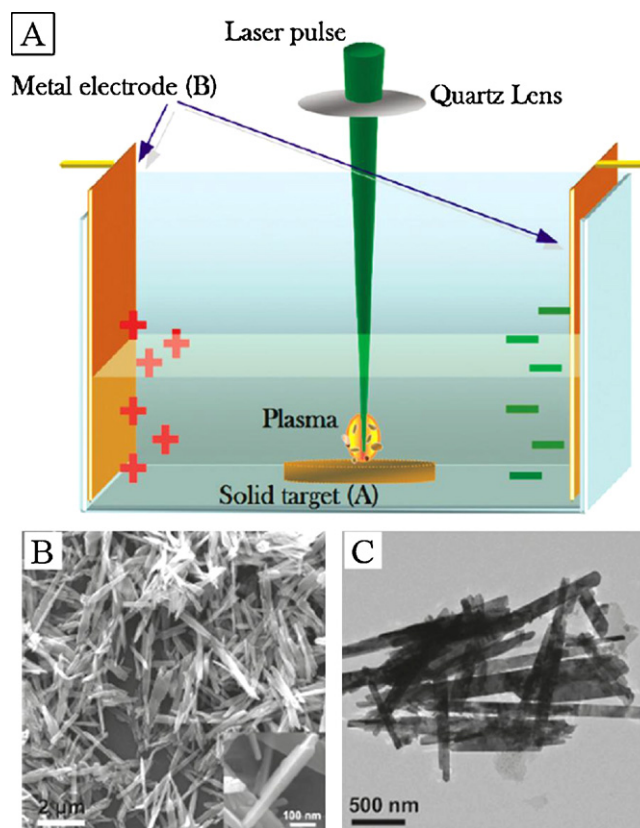 A
Laser pulse
Metal electrode (B)
Quartz Lens
Plasma
Solid target (A)
B
2 μm
100 nm
C
500 nm